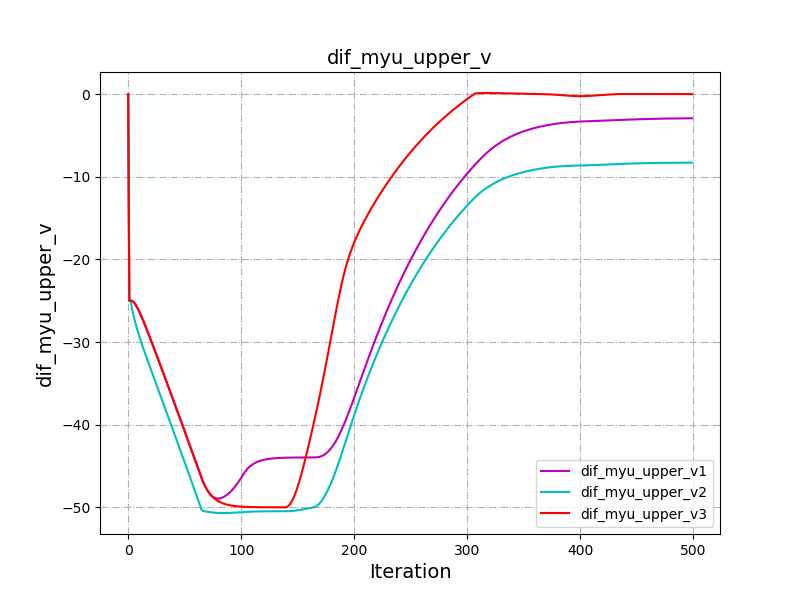 dif_myu_upper_v
dif_myu_upper_v
0
−10
−20
−30
−40
−50
0
100
200
300
400
500
Iteration
dif_myu_upper_v1
dif_myu_upper_v2
dif_myu_upper_v3